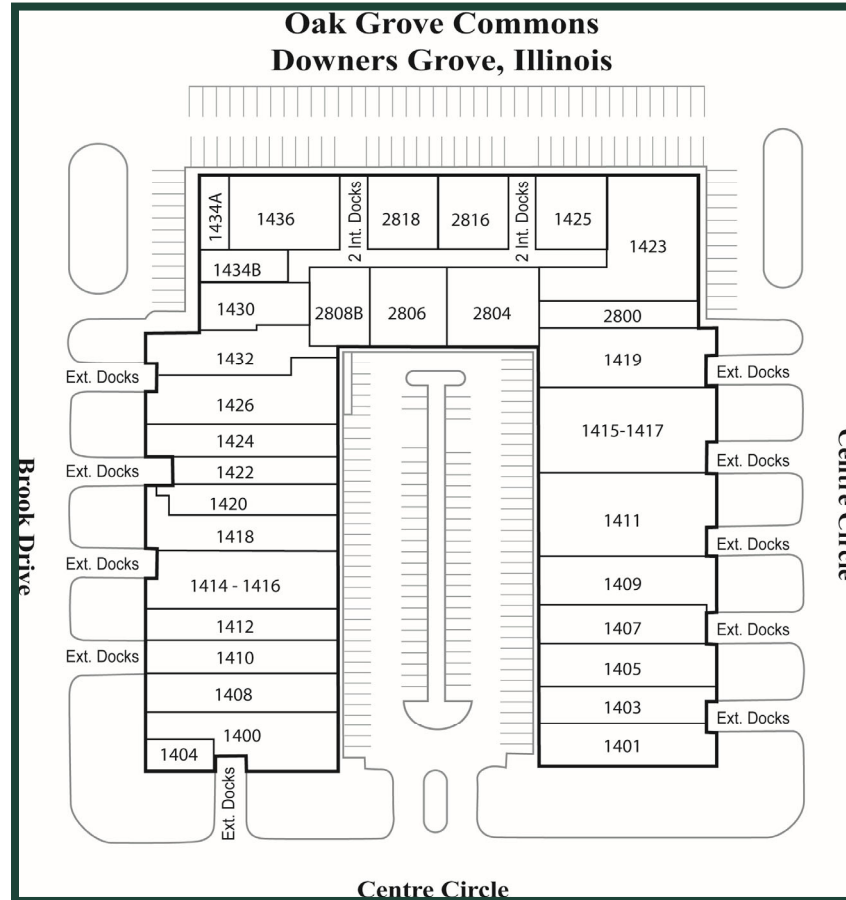 Oak Grove Commons
Downers Grove, Illinois
1434A
1436
2 Int. Docks
2818
2816
2 Int. Docks
1425
1423
1434B
1430
2808B
2806
2804
2800
1432
1419
Ext. Docks
Ext. Docks
1426
1424
1415-1417
Ext. Docks
1422
Ext. Docks
1420
1411
1418
Ext. Docks
Ext. Docks
1414 - 1416
1409
1412
1407
Ext. Docks
Ext. Docks
1410
1405
1408
1403
Ext. Docks
1400
1401
1404
Ext. Docks
Brook Drive
Centre Circle
Centre Circle